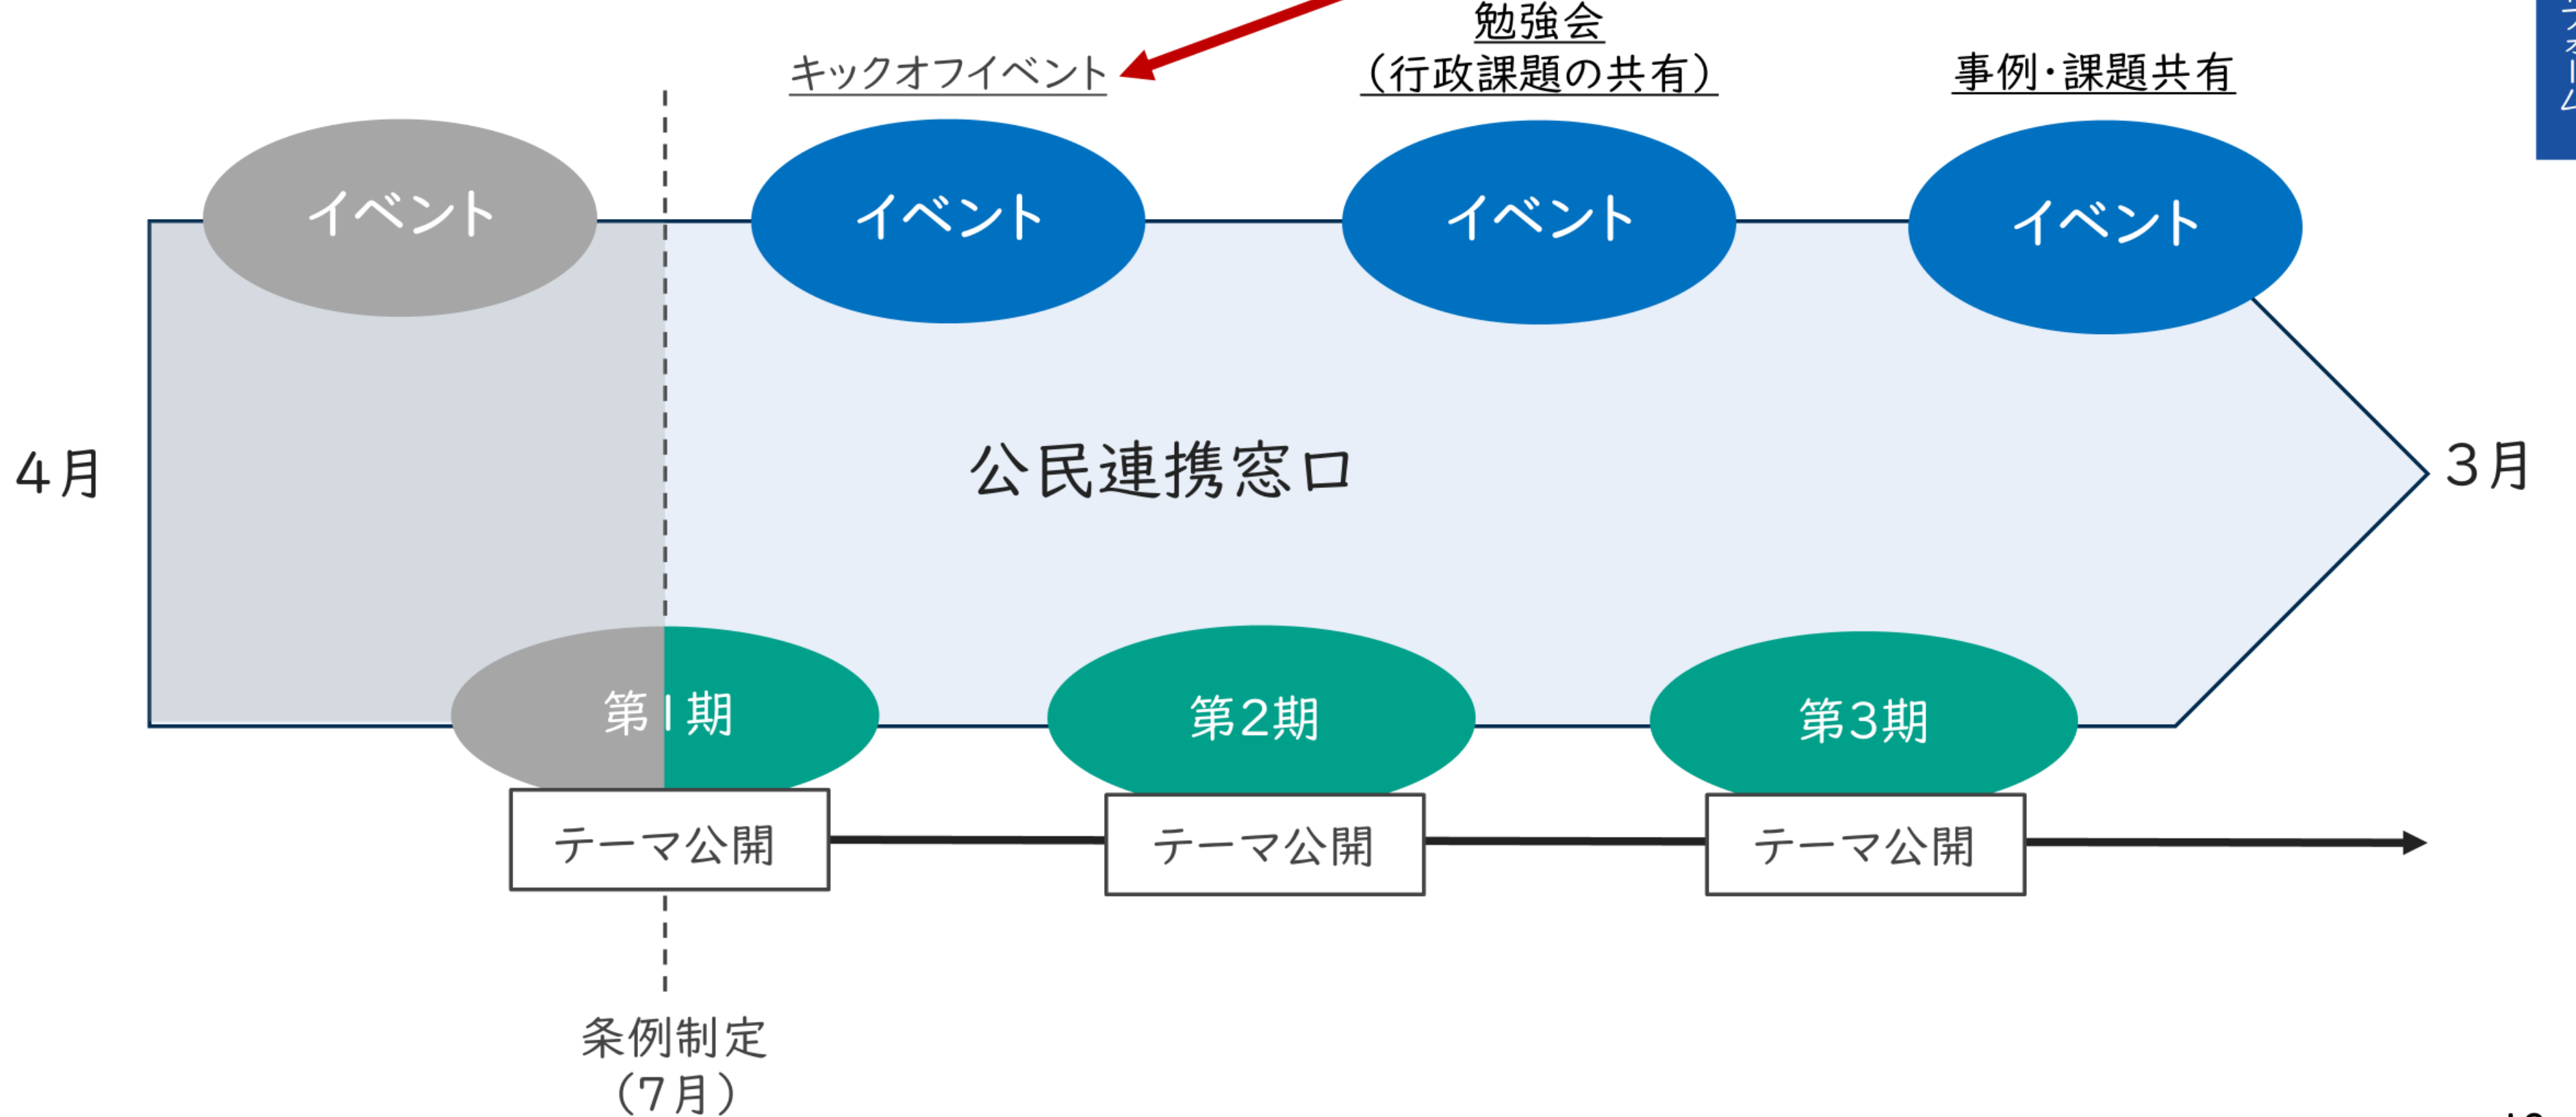 勉強会
キックオフイベント
（行政課題の共有）
事例・課題共有
イベント
イベント
イベント
イベント
4月
公民連携窓口
3月
第1期
第2期
第3期
テーマ公開
テーマ公開
テーマ公開
条例制定
（7月）